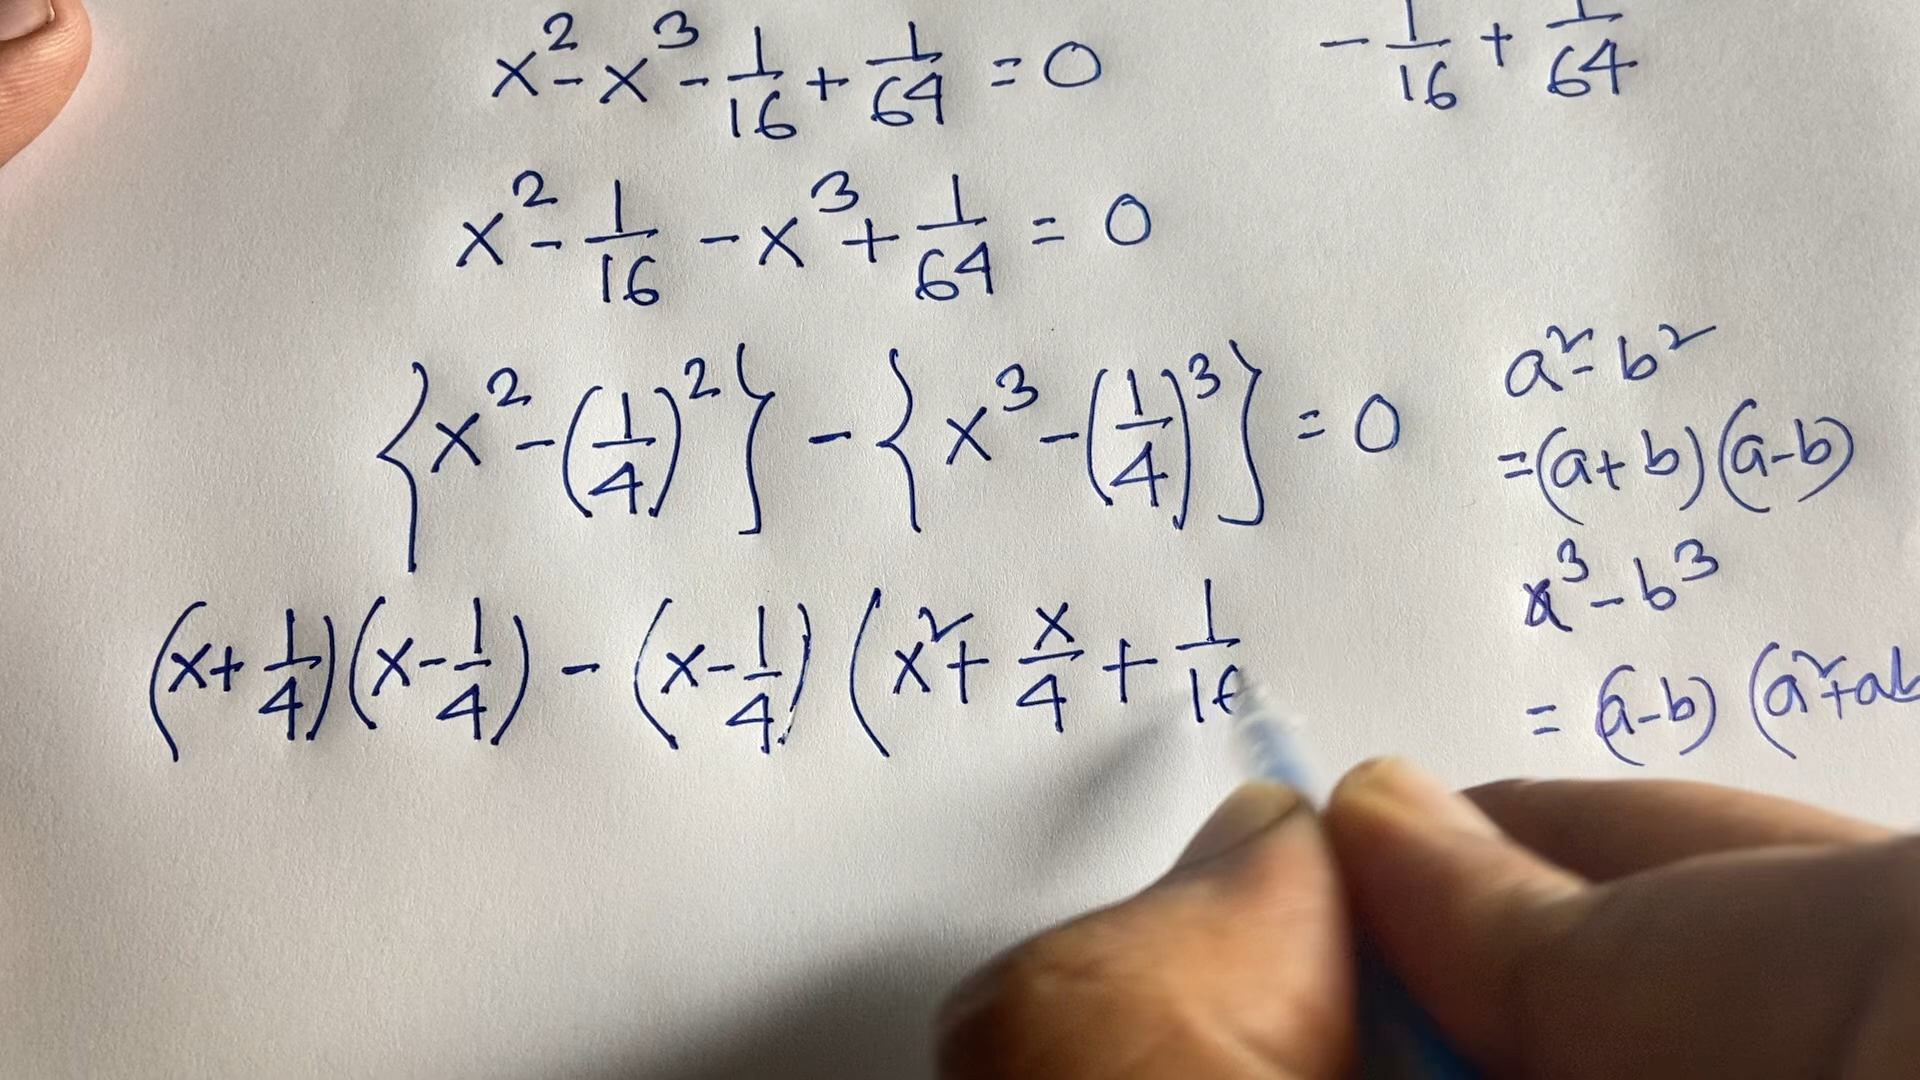 x² - x³ - 1/16 + 1/64 = 0
- 1/16 + 1/64
x² - 1/16 - x³ + 1/64 = 0
{x² - (1/4)²} - {x³ - (1/4)³} = 0
a² - b²
= (a + b) (a - b)
a³ - b³
= (a - b) (a² + ab
(x + 1/4) (x - 1/4) - (x - 1/4) (x² + x/4 + 1/16